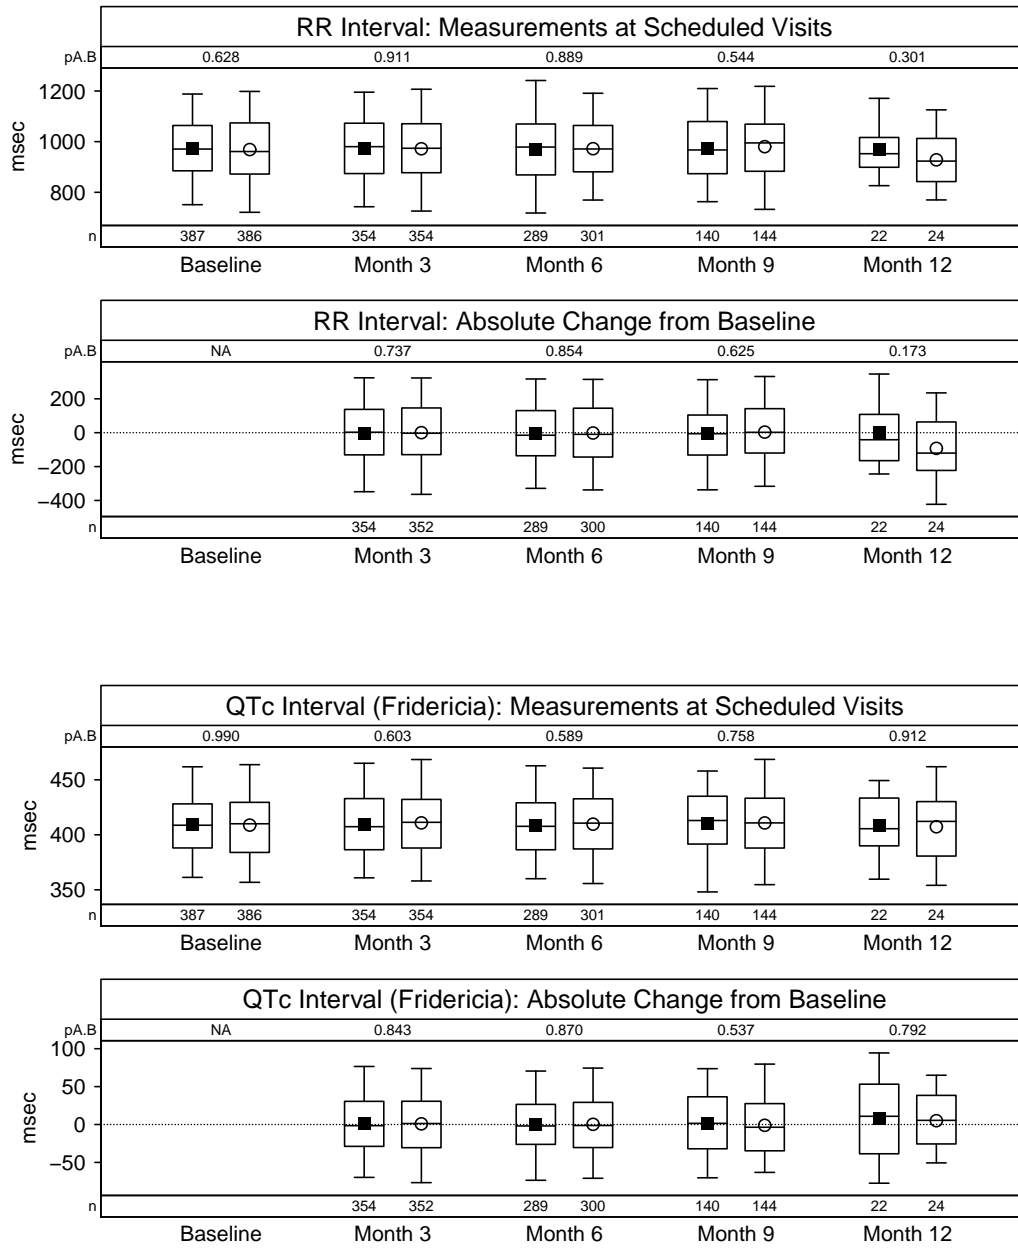 RR Interval: Measurements at Scheduled Visits
pA.B 0.628 0.911 0.889 0.544 0.301
1200
1000
800
msec
n 387 386 354 354 289 301 140 144 22 24
Baseline Month 3 Month 6 Month 9 Month 12
RR Interval: Absolute Change from Baseline
pA.B NA 0.737 0.854 0.625 0.173
200
0
−200
−400
msec
n 354 352 289 300 140 144 22 24
Baseline Month 3 Month 6 Month 9 Month 12
QTc Interval (Fridericia): Measurements at Scheduled Visits
pA.B 0.990 0.603 0.589 0.758 0.912
450
400
350
msec
n 387 386 354 354 289 301 140 144 22 24
Baseline Month 3 Month 6 Month 9 Month 12
QTc Interval (Fridericia): Absolute Change from Baseline
pA.B NA 0.843 0.870 0.537 0.792
100
50
0
−50
msec
n 354 352 289 300 140 144 22 24
Baseline Month 3 Month 6 Month 9 Month 12